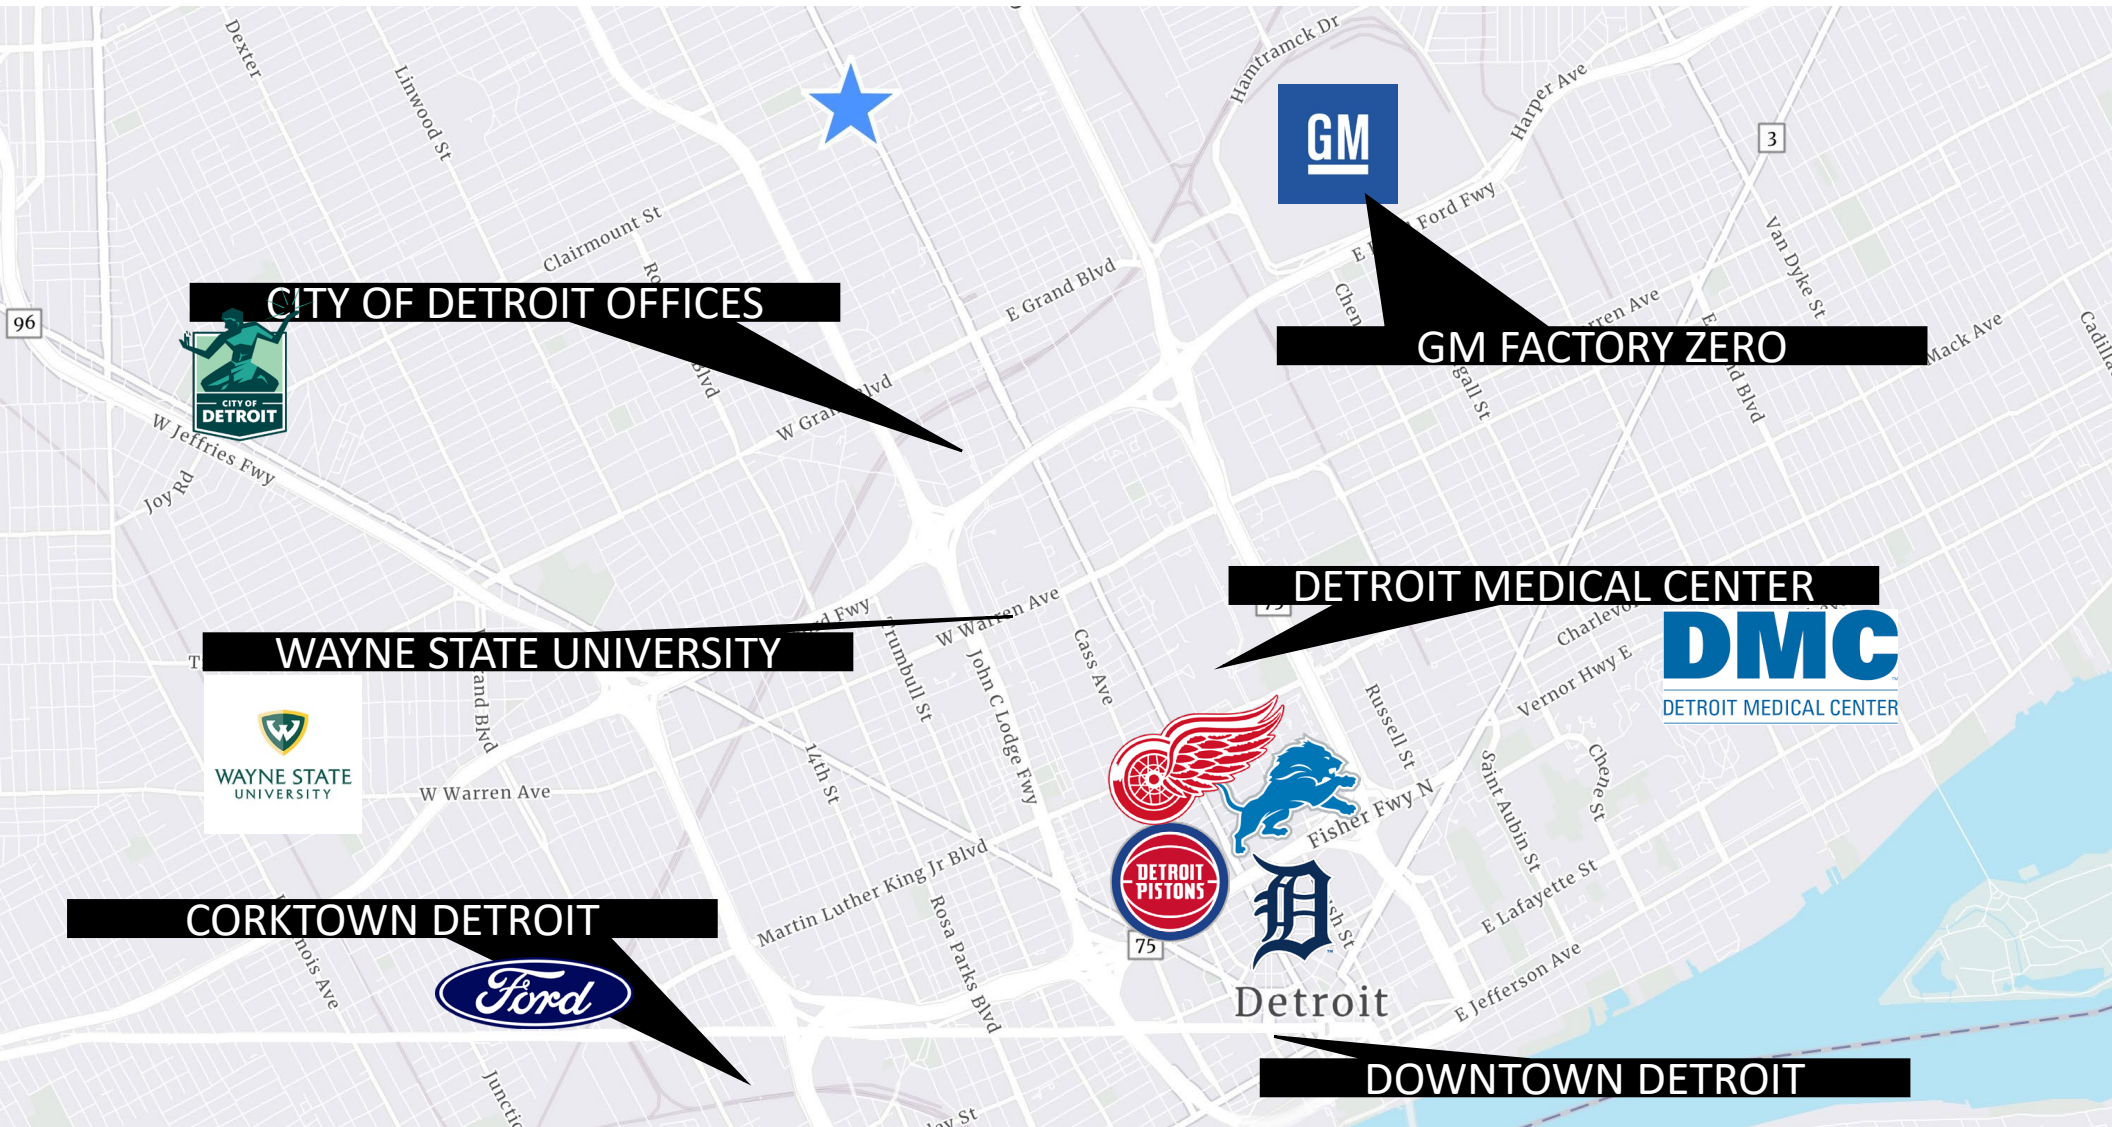 Dexter
Linwood St
Hamtramck Dr
Harper Ave
GM
3
Clairmount St
Ford Fwy
Van Dyke St
E Grand Blvd
CITY OF DETROIT OFFICES
96
CITY OF
DETROIT
W Jeffries Fwy
Joy Rd
GM FACTORY ZERO
Mack Ave
W Warren Ave
Cass Ave
DETROIT MEDICAL CENTER
DMC
DETROIT MEDICAL CENTER
Vernor Hwy E
WAYNE STATE UNIVERSITY
W
WAYNE STATE
UNIVERSITY
W Warren Ave
Trumbull St
John C Lodge Fwy
14th St
Russell St
Saint Aubin St
Chene St
Fisher Fwy N
DETROIT
PISTONS
D
Martin Luther King Jr Blvd
E Lafayette St
CORKTOWN DETROIT
Ford
Rosa Parks Blvd
75
Detroit
E Jefferson Ave
DOWNTOWN DETROIT